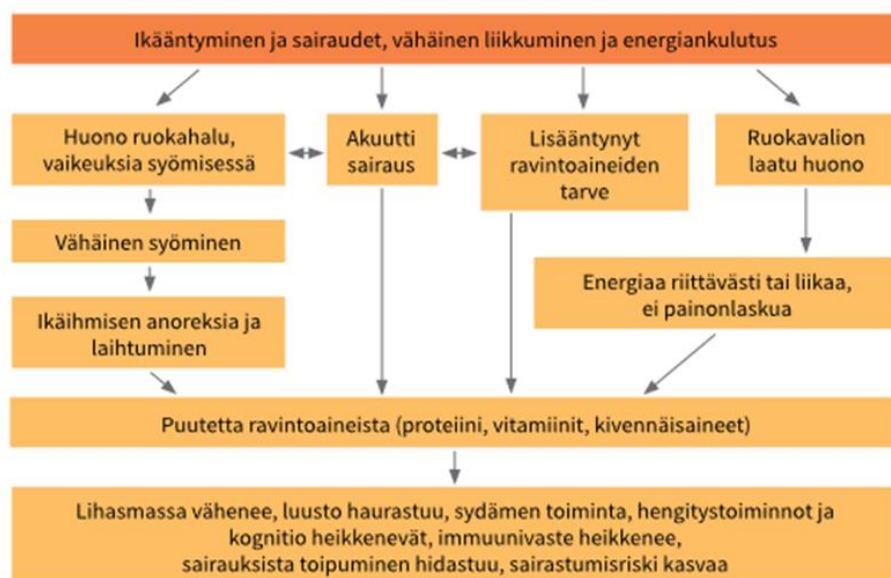 Ikääntyminen ja sairaudet, vähäinen liikkuminen ja energiankulutus
Huono ruokahalu,
vaikeuksia syömisessä
Akuutti
sairaus
Lisääntynyt
ravintoaineiden
tarve
Ruokavalion
laatu huono
Vähäinen syöminen
Energiaa riittävästi tai liikaa,
ei painonlaskua
Ikäihmisen anoreksia ja
laihtuminen
Puutetta ravintoaineista (proteiini, vitamiinit, kivennäisaineet)
Lihasmassa vähenee, luusto haurastuu, sydämen toiminta, hengitystoiminnot ja
kognitio heikkenevät, immuunivaste heikkenee,
sairauksista toipuminen hidastuu, sairastumisriski kasvaa